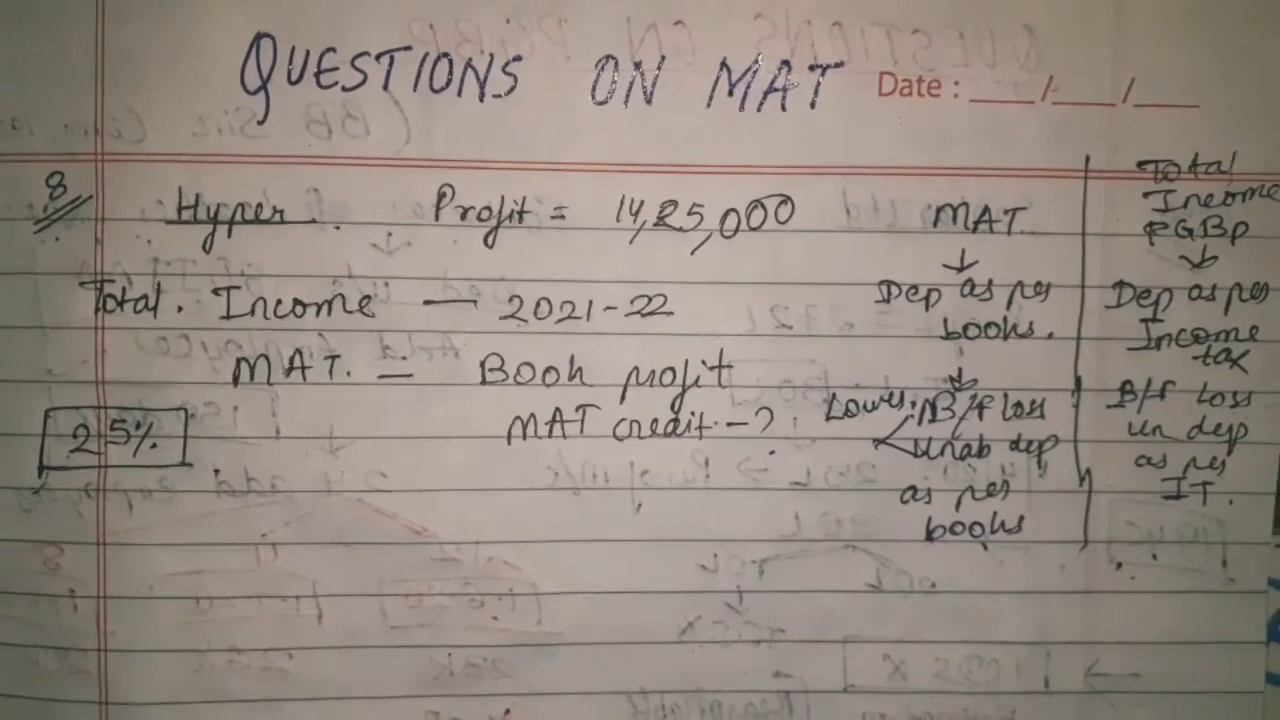 QUESTIONS ON MAT
Date : ___/___/___
8
Hyper. Profit = 14,25,000
Total. Income — 2021-22
MAT. — Book profit
MAT credit - ?
25%
MAT
↓
Dep as per
books.
↓
Lower: B/f loss
Unab dep
as per
books
Total
Income
PGBP
↓
Dep as per
Income
tax
B/f Loss
un dep
as per
IT.